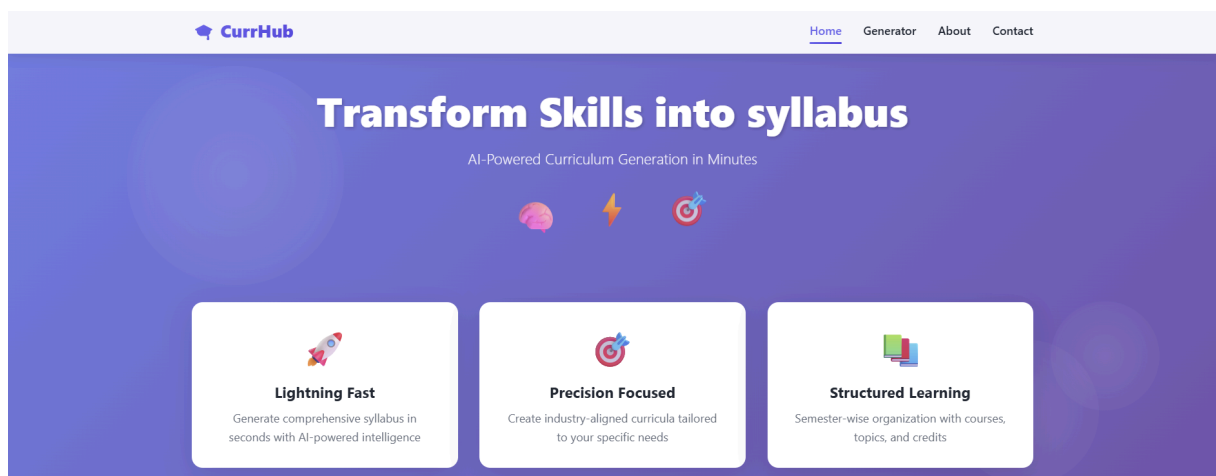 CurrHub
Home Generator About Contact
Transform Skills into syllabus
AI-Powered Curriculum Generation in Minutes
Lightning Fast
Generate comprehensive syllabus in
seconds with AI-powered intelligence
Precision Focused
Create industry-aligned curricula tailored
to your specific needs
Structured Learning
Semester-wise organization with courses,
topics, and credits